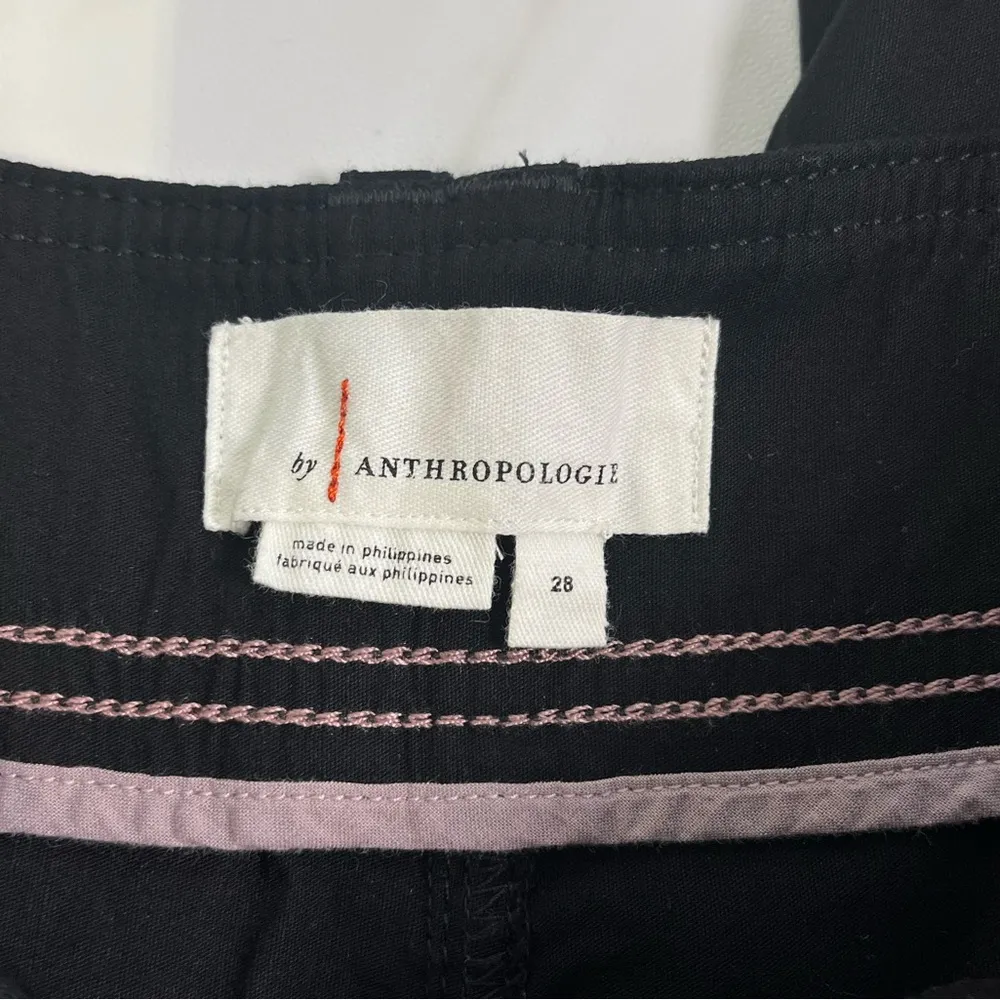 by ANTHROPOLOGIE
made in philippines
fabriqué aux philippines
28